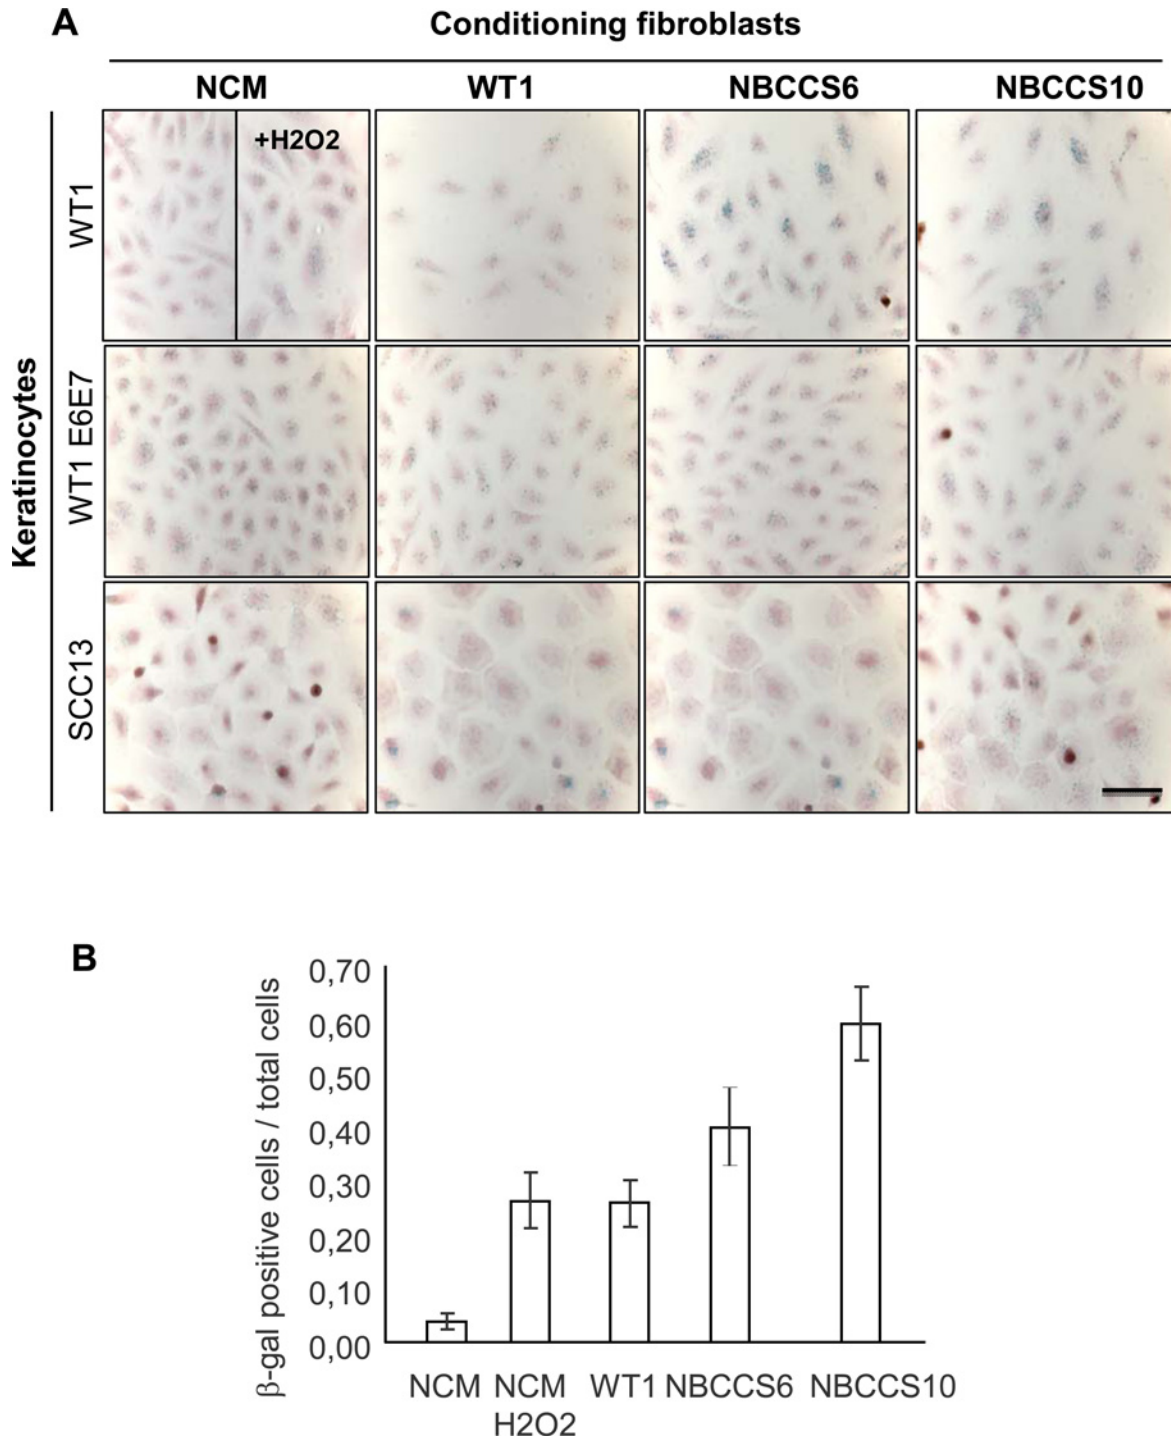 A
Conditioning fibroblasts
NCM WT1 NBCCS6 NBCCS10
+H2O2
Keratinocytes
WT1
WT1 E6E7
SCC13
B
β-gal positive cells / total cells
0,70
0,60
0,50
0,40
0,30
0,20
0,10
0,00
NCM NCM WT1 NBCCS6 NBCCS10
H2O2